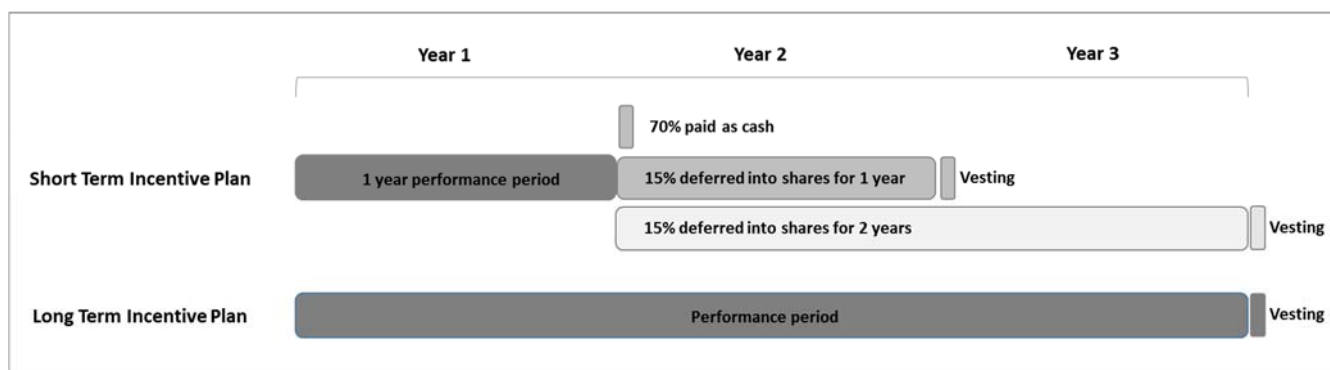 Year 1
Year 2
Year 3
70% paid as cash
Short Term Incentive Plan
1 year performance period
15% deferred into shares for 1 year
Vesting
15% deferred into shares for 2 years
Vesting
Long Term Incentive Plan
Performance period
Vesting